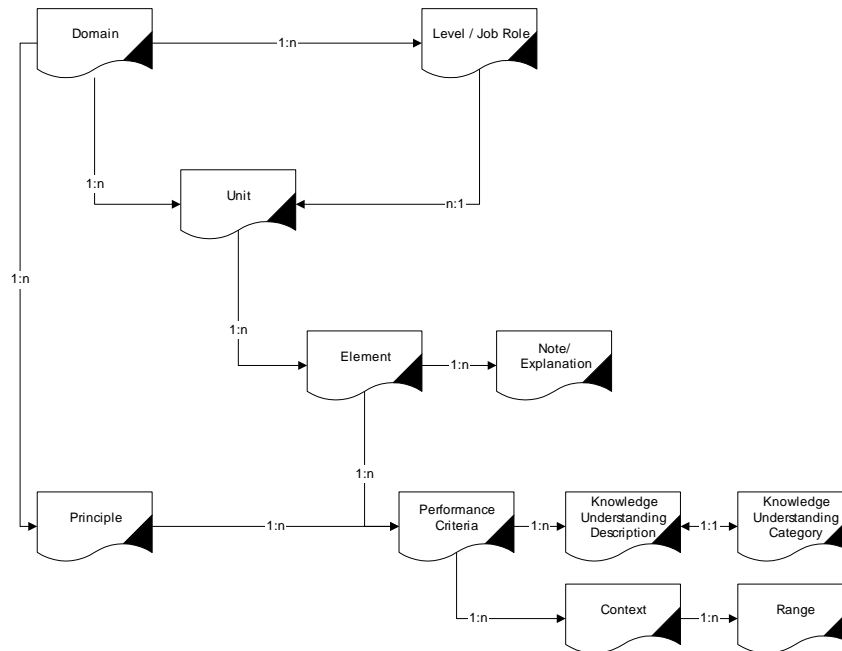 Domain
1:n
Level / Job Role
1:n
Unit
n:1
1:n
1:n
Element
1:n
Note/
Explanation
1:n
Principle
1:n
Performance
Criteria
1:n
Knowledge
Understanding
Description
1:1
Knowledge
Understanding
Category
1:n
Context
1:n
Range